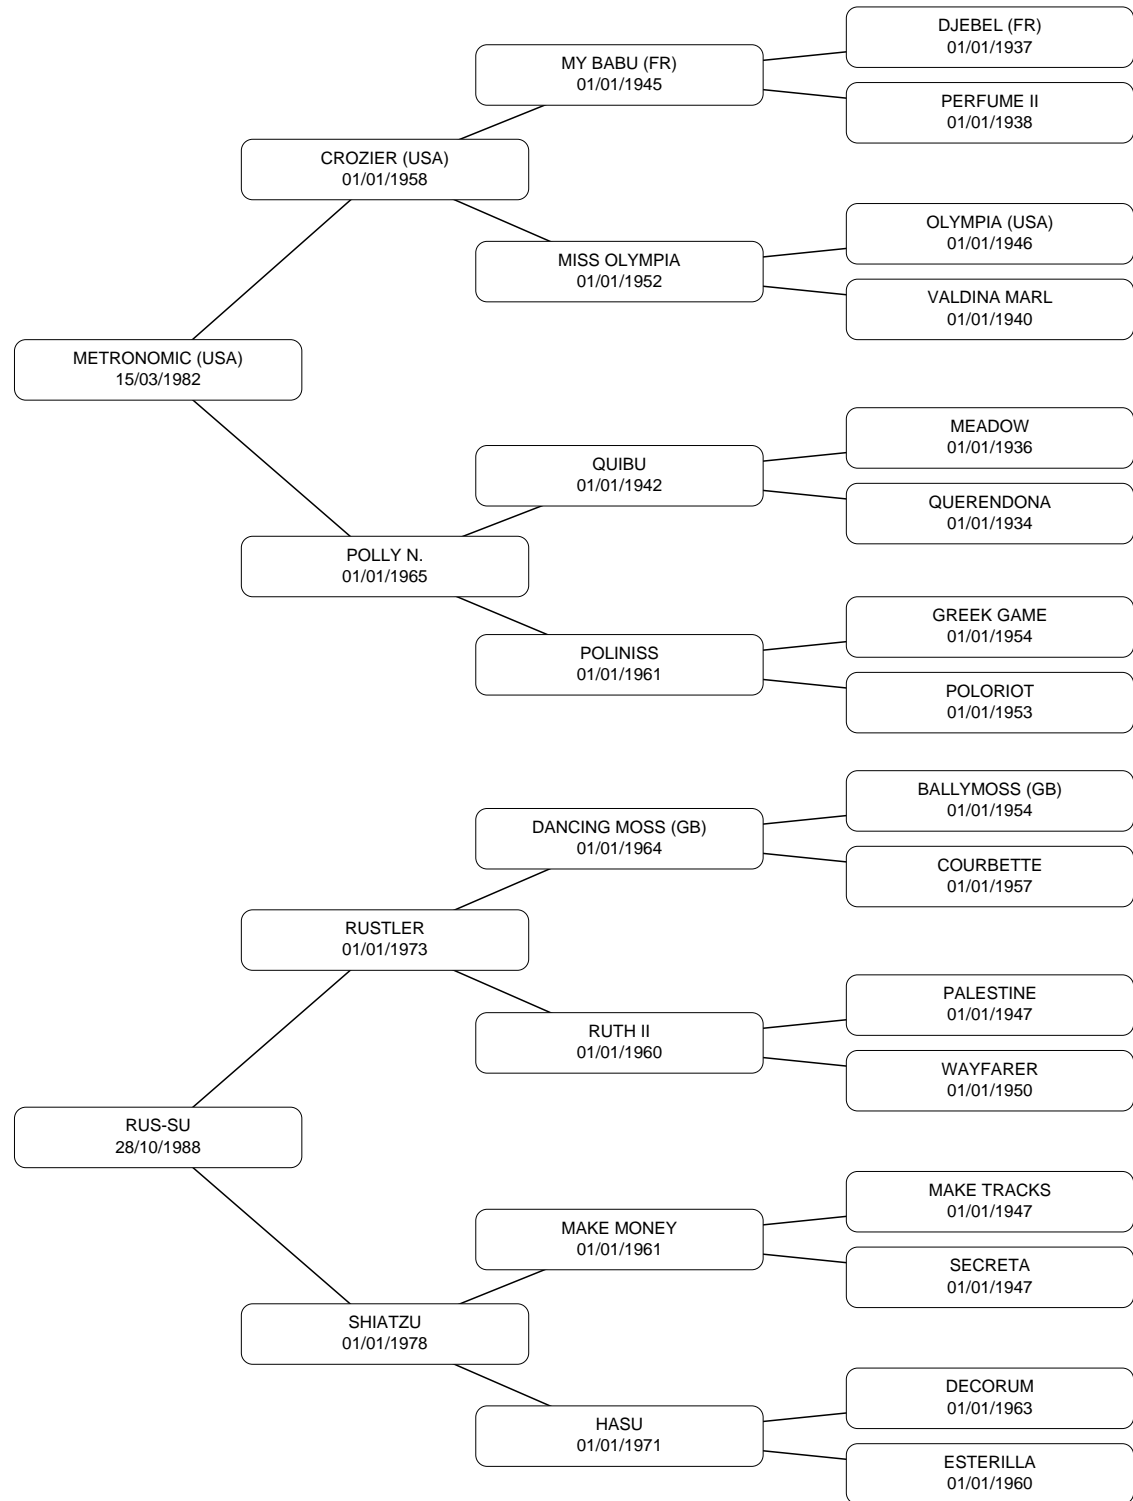 DJEBEL (FR)
01/01/1937
MY BABU (FR)
01/01/1945
PERFUME II
01/01/1938
CROZIER (USA)
01/01/1958
OLYMPIA (USA)
01/01/1946
MISS OLYMPIA
01/01/1952
VALDINA MARL
01/01/1940
METRONOMIC (USA)
15/03/1982
MEADOW
01/01/1936
QUIBU
01/01/1942
QUERENDONA
01/01/1934
POLLY N.
01/01/1965
GREEK GAME
01/01/1954
POLINISS
01/01/1961
POLORIOT
01/01/1953
BALLYMOSS (GB)
01/01/1954
DANCING MOSS (GB)
01/01/1964
COURBETTE
01/01/1957
RUSTLER
01/01/1973
PALESTINE
01/01/1947
RUTH II
01/01/1960
WAYFARER
01/01/1950
RUS-SU
28/10/1988
MAKE TRACKS
01/01/1947
MAKE MONEY
01/01/1961
SECRETA
01/01/1947
SHIATZU
01/01/1978
DECORUM
01/01/1963
HASU
01/01/1971
ESTERILLA
01/01/1960